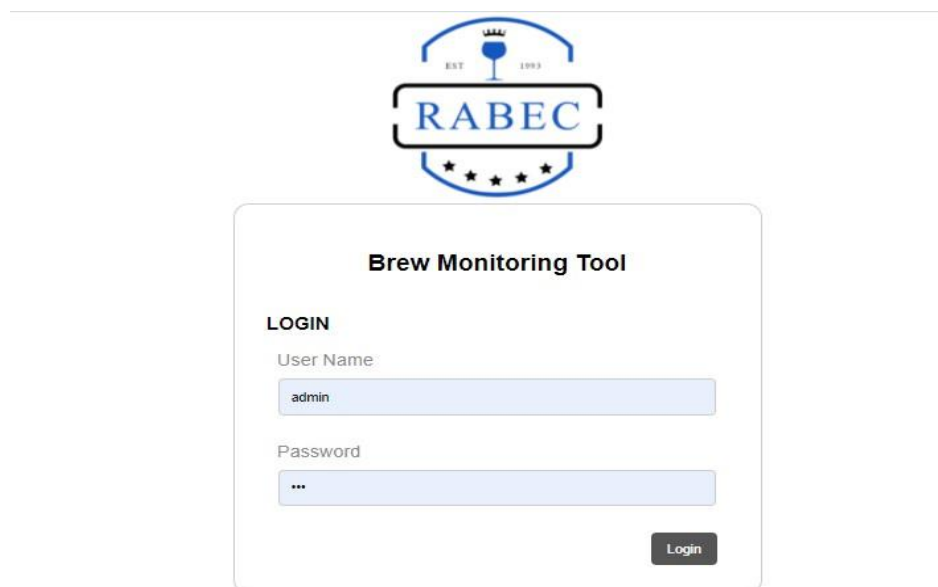 EST 1993
RABEC
Brew Monitoring Tool
LOGIN
User Name
admin
Password
•••
Login